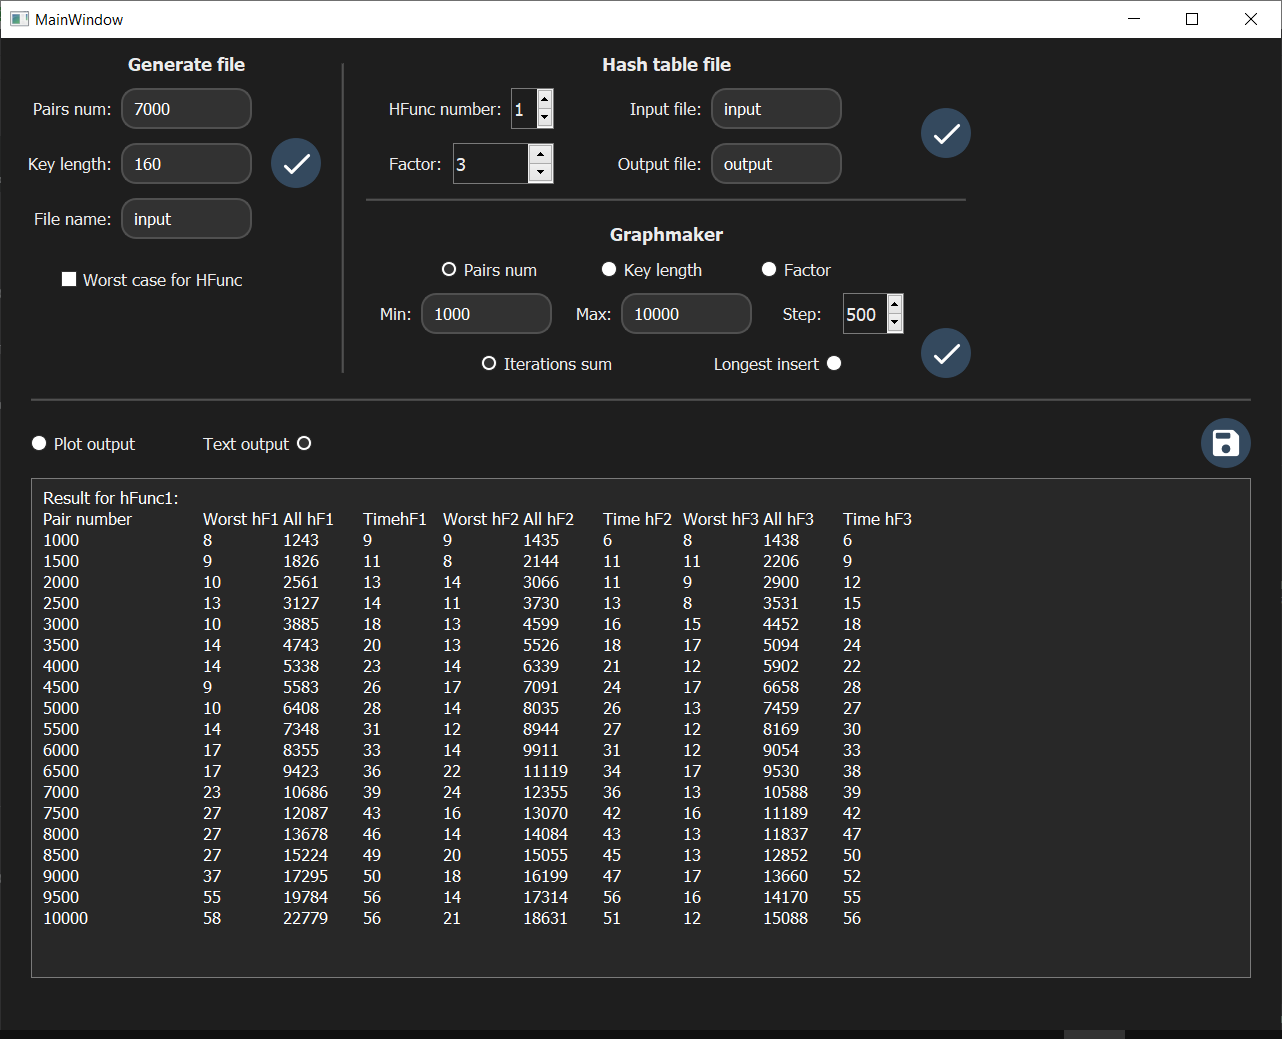 MainWindow
Generate file
Pairs num: 7000
Key length: 160
File name: input
Worst case for HFunc
Hash table file
HFunc number: 1 Input file: input
Factor: 3 Output file: output
Graphmaker
Pairs num Key length Factor
Min: 1000 Max: 10000 Step: 500
Iterations sum Longest insert
Plot output Text output
Result for hFunc1:
Pair number Worst hF1 All hF1 TimehF1 Worst hF2 All hF2 Time hF2 Worst hF3 All hF3 Time hF3
1000 8 1243 9 9 1435 6 8 1438 6
1500 9 1826 11 8 2144 11 11 2206 9
2000 10 2561 13 14 3066 11 9 2900 12
2500 13 3127 14 11 3730 13 8 3531 15
3000 10 3885 18 13 4599 16 15 4452 18
3500 14 4743 20 13 5526 18 17 5094 24
4000 14 5338 23 14 6339 21 12 5902 22
4500 9 5583 26 17 7091 24 17 6658 28
5000 10 6408 28 14 8035 26 13 7459 27
5500 14 7348 31 12 8944 27 12 8169 30
6000 17 8355 33 14 9911 31 12 9054 33
6500 17 9423 36 22 11119 34 17 9530 38
7000 23 10686 39 24 12355 36 13 10588 39
7500 27 12087 43 16 13070 42 16 11189 42
8000 27 13678 46 14 14084 43 13 11837 47
8500 27 15224 49 20 15055 45 13 12852 50
9000 37 17295 50 18 16199 47 17 13660 52
9500 55 19784 56 14 17314 56 16 14170 55
10000 58 22779 56 21 18631 51 12 15088 56